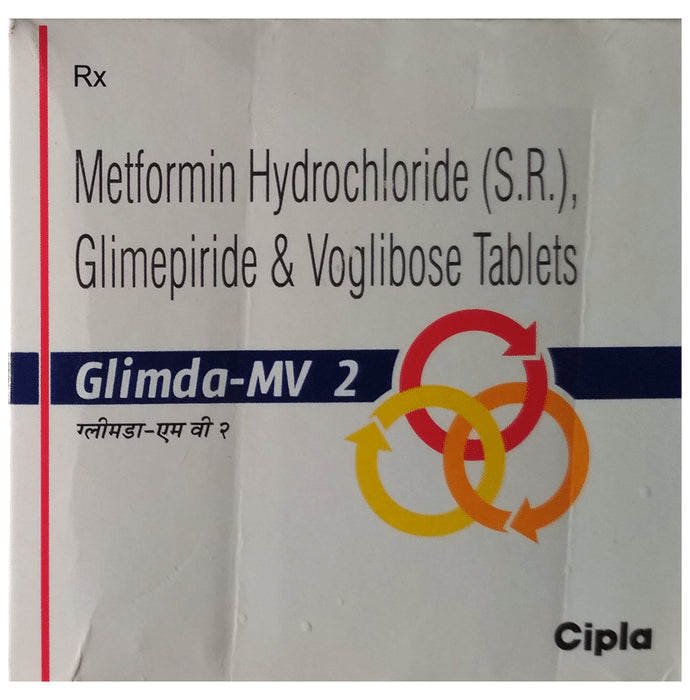 Rx
Metformin Hydrochloride (S.R.),
Glimepiride & Voglibose Tablets
Glimda-MV 2
ग्लीमडा-एम वी २
Cipla